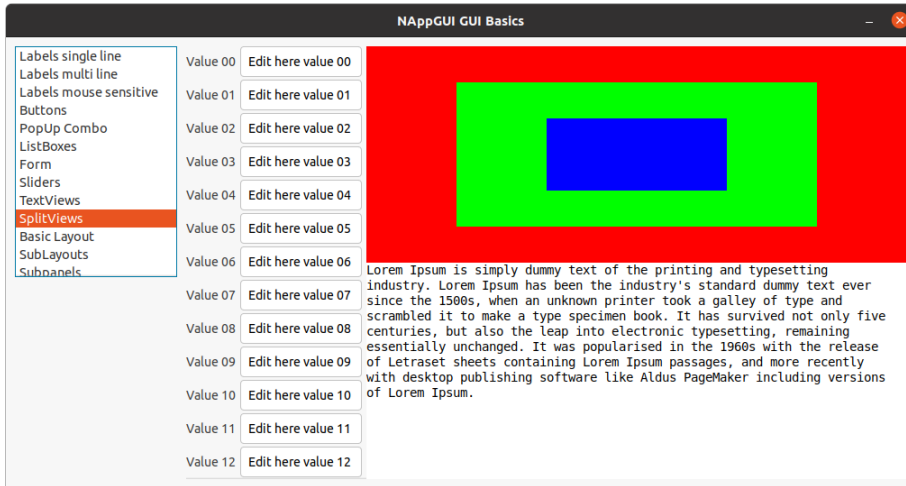 NAppGUI GUI Basics
Labels single line
Labels multi line
Labels mouse sensitive
Buttons
PopUp Combo
ListBoxes
Form
Sliders
TextViews
SplitViews
Basic Layout
SubLayouts
Subpanels
Value 00 Edit here value 00
Value 01 Edit here value 01
Value 02 Edit here value 02
Value 03 Edit here value 03
Value 04 Edit here value 04
Value 05 Edit here value 05
Value 06 Edit here value 06
Value 07 Edit here value 07
Value 08 Edit here value 08
Value 09 Edit here value 09
Value 10 Edit here value 10
Value 11 Edit here value 11
Value 12 Edit here value 12
Lorem Ipsum is simply dummy text of the printing and typesetting
industry. Lorem Ipsum has been the industry's standard dummy text ever
since the 1500s, when an unknown printer took a galley of type and
scrambled it to make a type specimen book. It has survived not only five
centuries, but also the leap into electronic typesetting, remaining
essentially unchanged. It was popularised in the 1960s with the release
of Letraset sheets containing Lorem Ipsum passages, and more recently
with desktop publishing software like Aldus PageMaker including versions
of Lorem Ipsum.